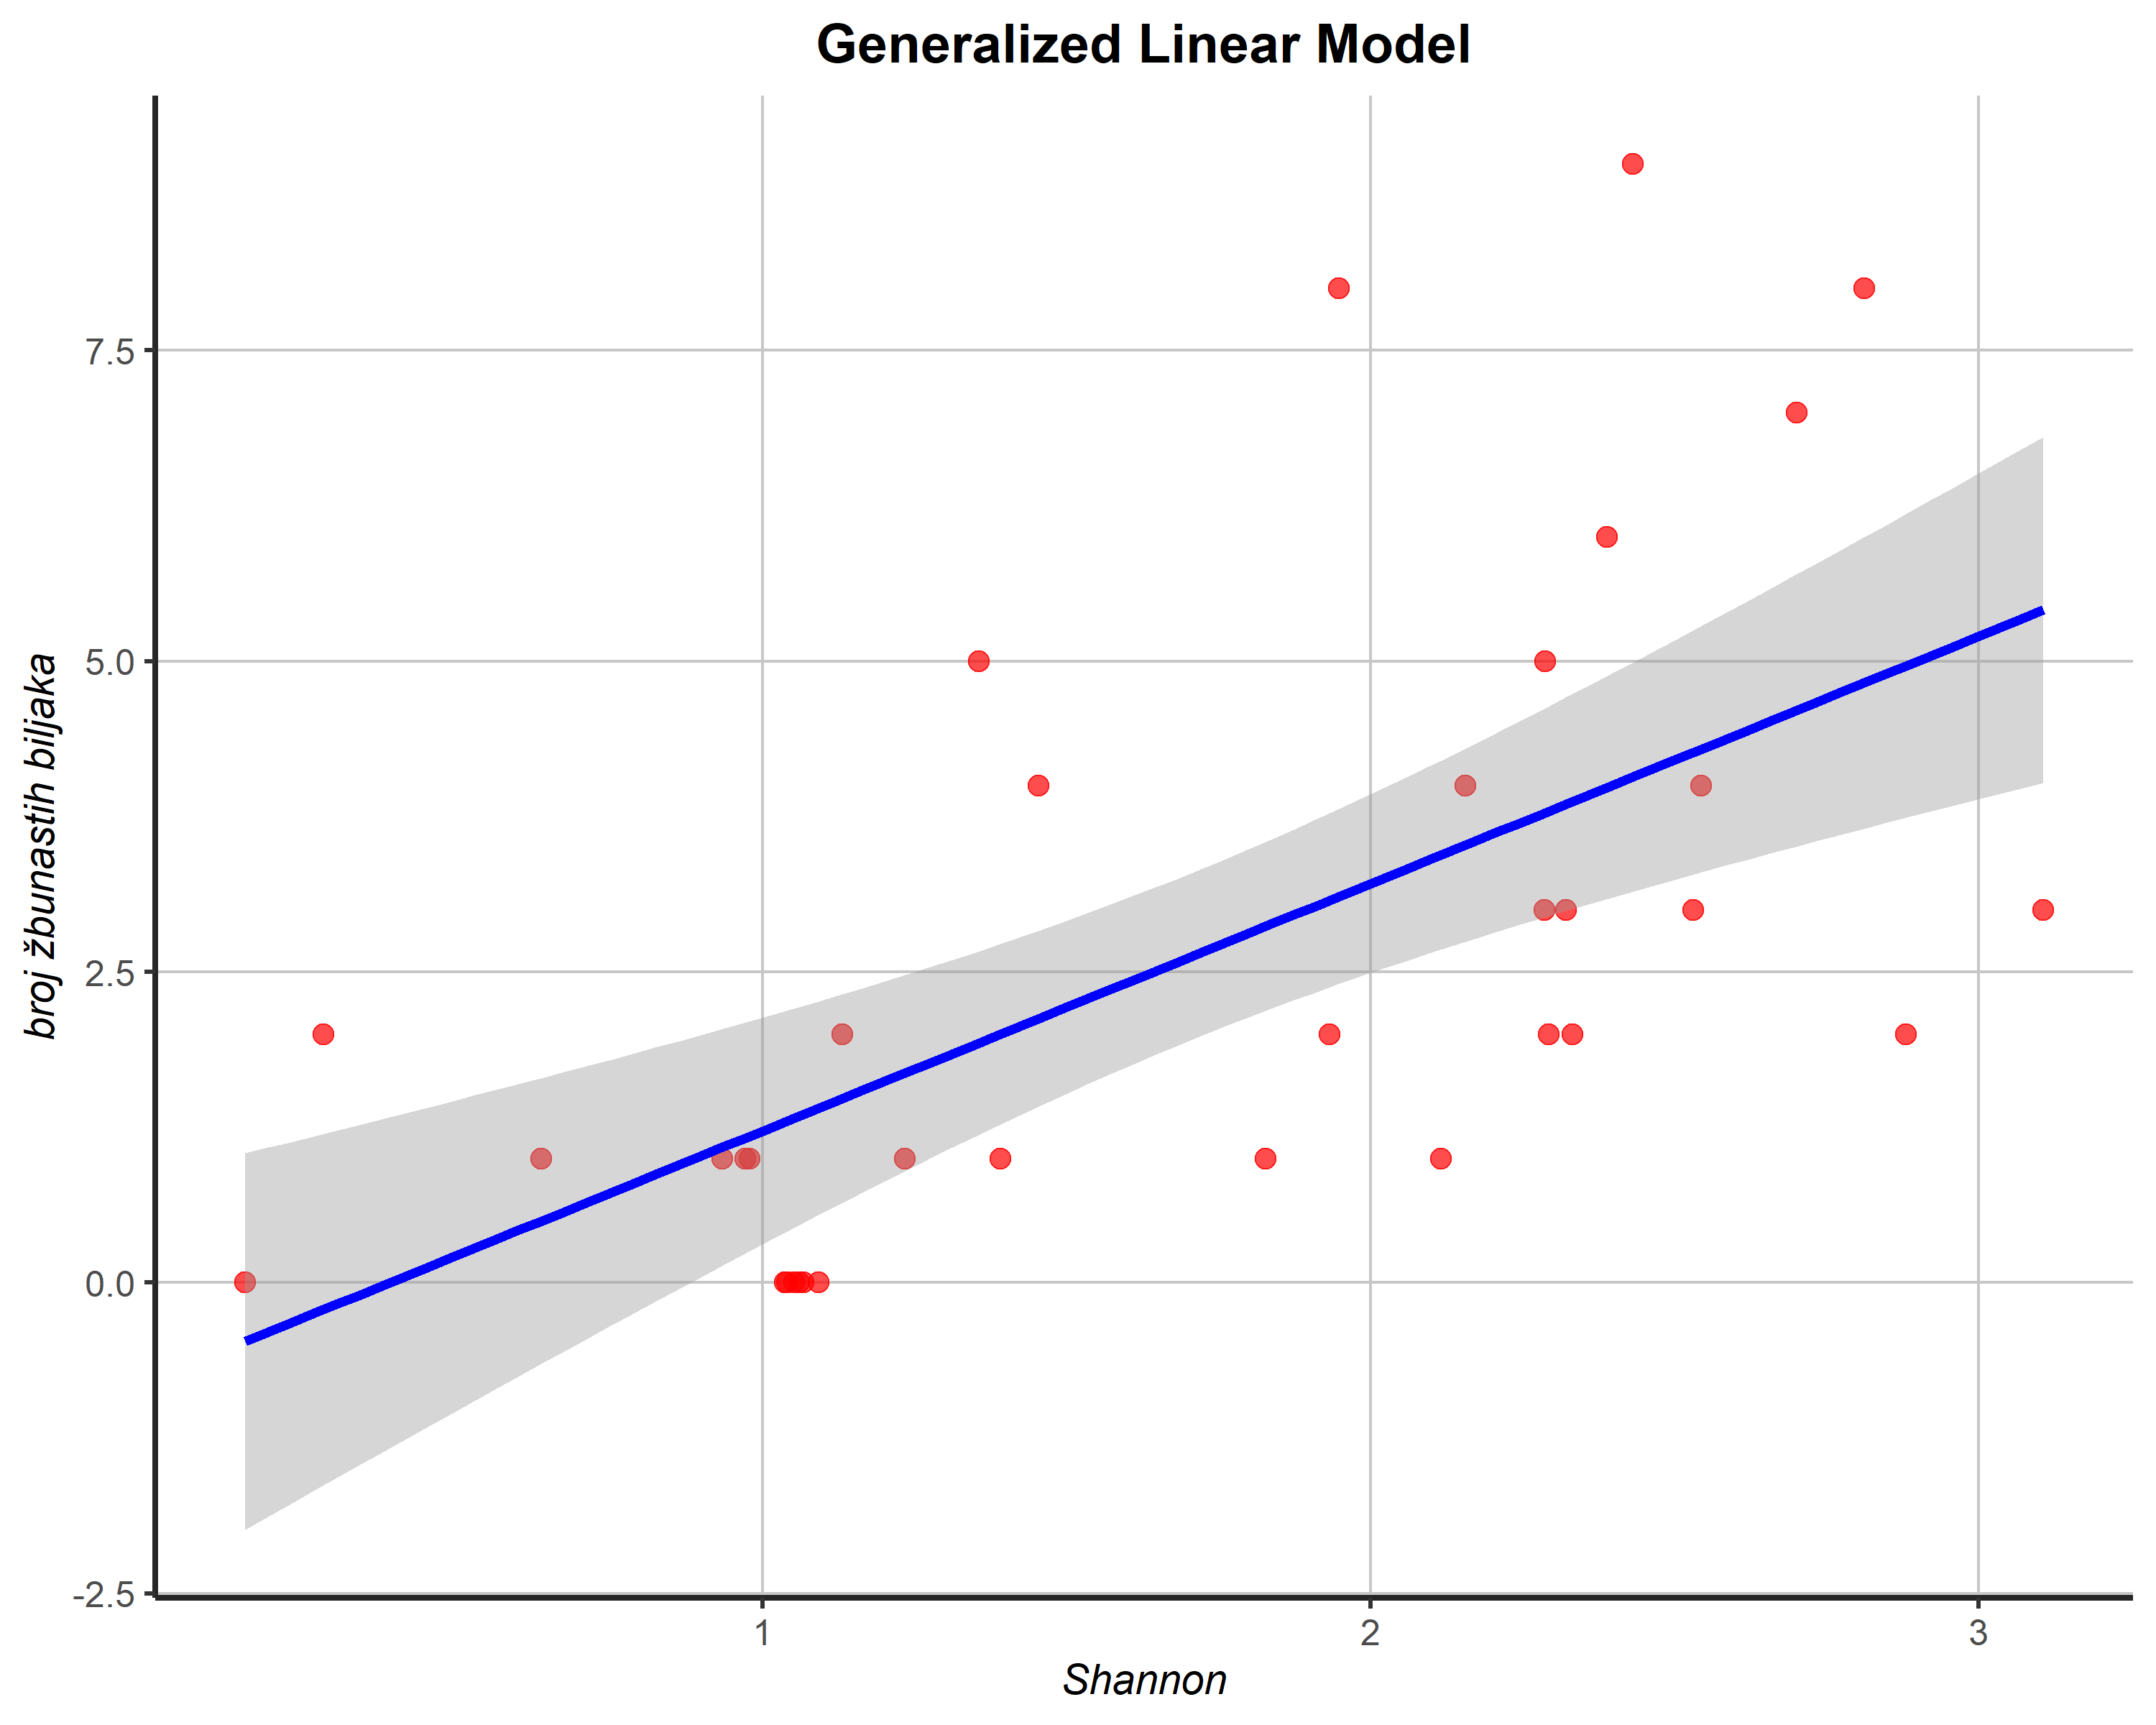 Generalized Linear Model
broj žbunastih biljaka
7.5
5.0
2.5
0.0
-2.5
1
2
3
Shannon